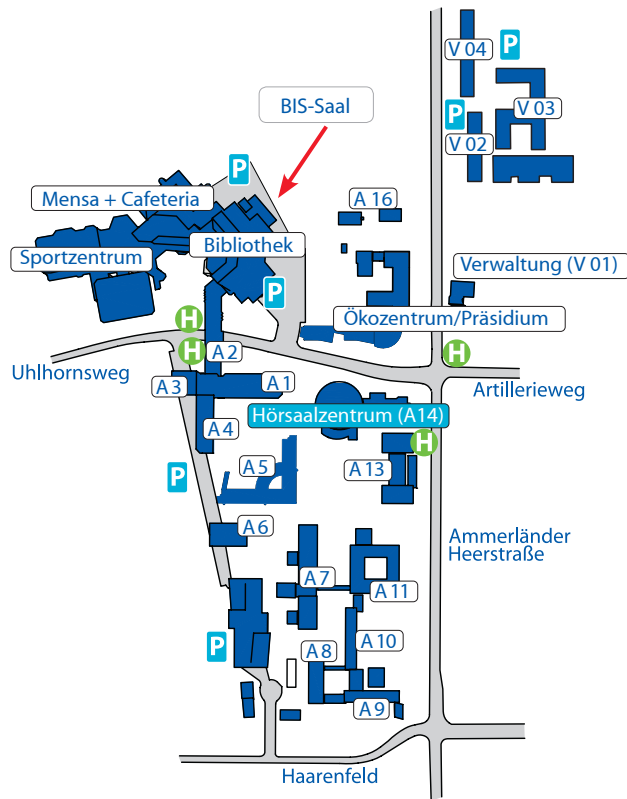 V 04
P
V 03
P
V 02
BIS-Saal
P
A 16
Mensa + Cafeteria
Bibliothek
Sportzentrum
Verwaltung (V 01)
P
Ökozentrum/Präsidium
H
H
H
A 2
Uhlhornsweg
A 3
A 1
Artillerieweg
Hörsaalzentrum (A14)
A 4
H
A 5
A 13
P
A 6
Ammerländer
Heerstraße
A 7
A 11
P
A 8
A 10
A 9
Haarenfeld